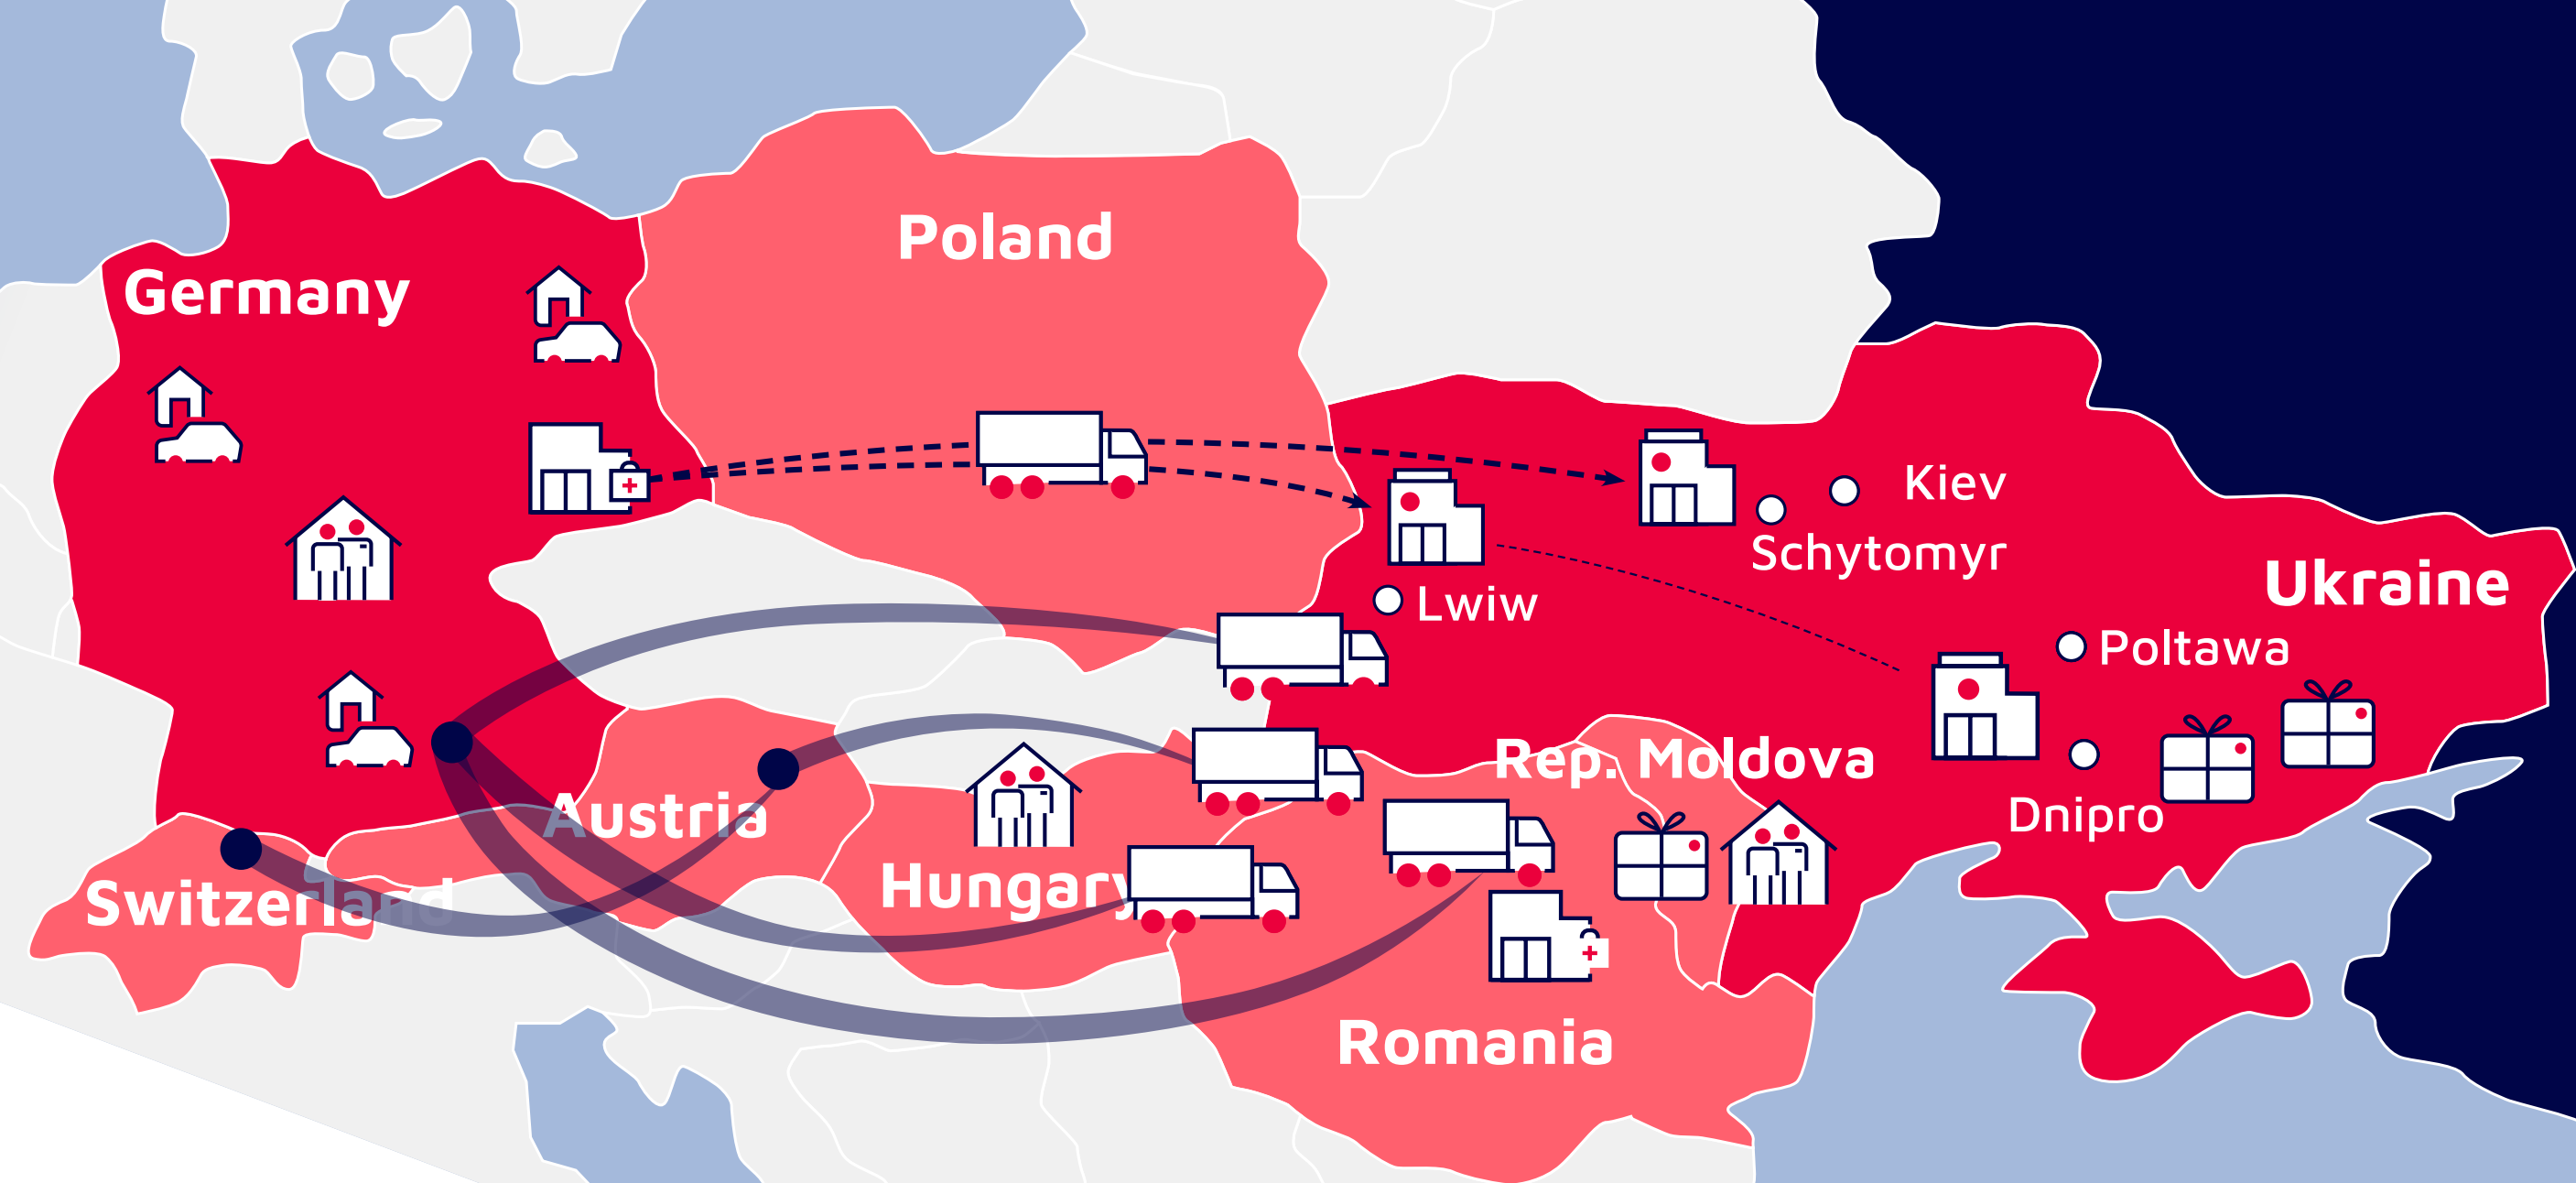 Poland
Germany
Kiev
Schytomyr
Ukraine
Lwiw
Poltawa
Rep. Moldova
Austria
Dnipro
Hungary
Switzerland
Romania